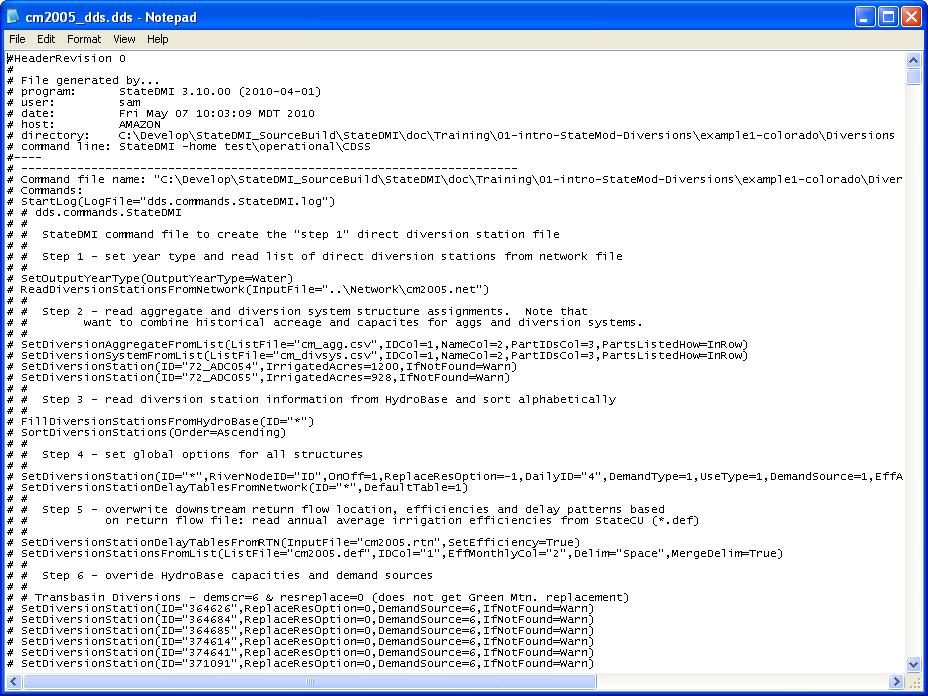 cm2005_dds.dds - Notepad
File Edit Format View Help
#HeaderRevision 0
#
# File generated by...
# program:      StateDMI 3.10.00 (2010-04-01)
# user:         sam
# date:         Fri May 07 10:03:09 MDT 2010
# host:         AMAZON
# directory:    C:\Develop\StateDMI_SourceBuild\StateDMI\doc\Training\01-intro-StateMod-Diversions\example1-colorado\Diversions
# command line: StateDMI -home test\operational\CDSS
#----
# -----------------------------------------------------------------------
# Command file name: "C:\Develop\StateDMI_SourceBuild\StateDMI\doc\Training\01-intro-StateMod-Diversions\example1-colorado\Diver
# Commands:
# StartLog(LogFile="dds.commands.StateDMI.log")
# # dds.commands.StateDMI
# #
# #  StateDMI command file to create the "step 1" direct diversion station file
# #
# #  Step 1 - set year type and read list of direct diversion stations from network file
# #
# SetOutputYearType(OutputYearType=Water)
# ReadDiversionStationsFromNetwork(InputFile="..\Network\cm2005.net")
# #
# #  Step 2 - read aggregate and diversion system structure assignments.  Note that
# #        want to combine historical acreage and capacites for aggs and diversion systems.
# #
# SetDiversionAggregateFromList(ListFile="cm_agg.csv",IDCol=1,NameCol=2,PartIDsCol=3,PartsListedHow=InRow)
# SetDiversionSystemFromList(ListFile="cm_divsys.csv",IDCol=1,NameCol=2,PartIDsCol=3,PartsListedHow=InRow)
# SetDiversionStation(ID="72_ADC054",IrrigatedAcres=1200,IfNotFound=Warn)
# SetDiversionStation(ID="72_ADC055",IrrigatedAcres=928,IfNotFound=Warn)
# #
# #  Step 3 - read diversion station information from HydroBase and sort alphabetically
# #
# FillDiversionStationsFromHydroBase(ID="*")
# SortDiversionStations(Order=Ascending)
# #
# #  Step 4 - set global options for all structures
# #
# SetDiversionStation(ID="*",RiverNodeID="ID",OnOff=1,ReplaceResOption=-1,DailyID="4",DemandType=1,UseType=1,DemandSource=1,EffA
# SetDiversionStationDelayTablesFromNetwork(ID="*",DefaultTable=1)
# #
# #  Step 5 - overwrite downstream return flow location, efficiencies and delay patterns based
# #           on return flow file: read annual average irrigation efficiencies from StateCU (*.def)
# #
# SetDiversionStationDelayTablesFromRTN(InputFile="cm2005.rtn",SetEfficiency=True)
# SetDiversionStationsFromList(ListFile="cm2005.def",IDCol="1",EffMonthlyCol="2",Delim="Space",MergeDelim=True)
# #
# #  Step 6 - overide HydroBase capacities and demand sources
# #
# # Transbasin Diversions - demscr=6 & resreplace=0 (does not get Green Mtn. replacement)
# SetDiversionStation(ID="364626",ReplaceResOption=0,DemandSource=6,IfNotFound=Warn)
# SetDiversionStation(ID="364684",ReplaceResOption=0,DemandSource=6,IfNotFound=Warn)
# SetDiversionStation(ID="364685",ReplaceResOption=0,DemandSource=6,IfNotFound=Warn)
# SetDiversionStation(ID="374614",ReplaceResOption=0,DemandSource=6,IfNotFound=Warn)
# SetDiversionStation(ID="374641",ReplaceResOption=0,DemandSource=6,IfNotFound=Warn)
# SetDiversionStation(ID="371091",ReplaceResOption=0,DemandSource=6,IfNotFound=Warn)